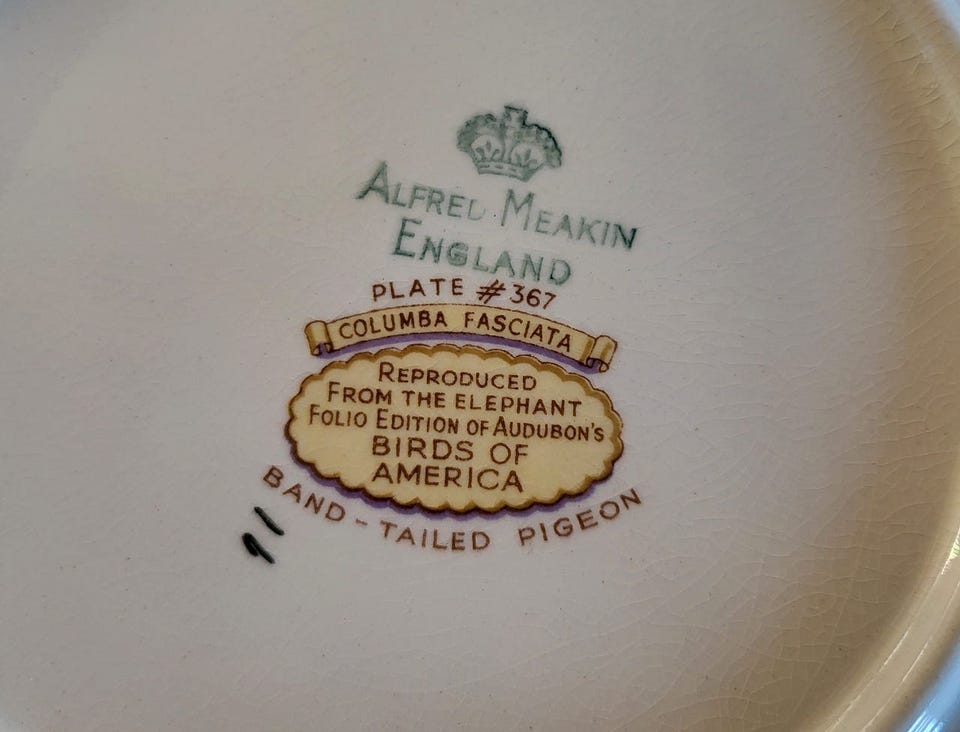 ALFRED MEAKIN
ENGLAND
PLATE #367
COLUMBA FASCIATA
REPRODUCED
FROM THE ELEPHANT
FOLIO EDITION OF AUDUBON'S
BIRDS OF
AMERICA
BAND-TAILED PIGEON